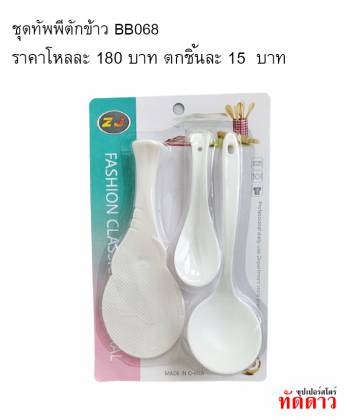 ชุดทัพพีตักข้าว BB068
ราคาโหลละ 180 บาท ตกชิ้นละ 15 บาท
FASHION CLASSIC
MADE IN CHINA
ซุปเปอร์สโตร์
ทัดดาว